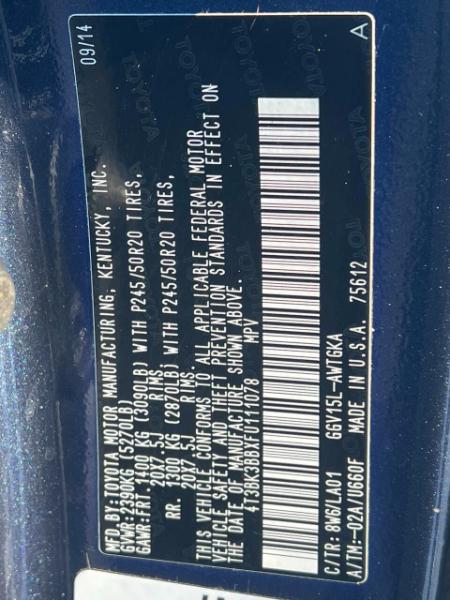 09/14
MFD.BY:TOYOTA MOTOR MANUFACTURING, KENTUCKY, INC.
GVWR:2390KG (5270LB)
GAWR:FRT.1400 KG (3090LB) WITH P245/50R20 TIRES,
20X7.5J RIMS.
RR. 1300 KG (2870LB) WITH P245/50R20 TIRES,
20X7.5J RIMS.
THIS VEHICLE CONFORMS TO ALL APPLICABLE FEDERAL MOTOR
VEHICLE SAFETY AND THEFT PREVENTION STANDARDS IN EFFECT ON
THE DATE OF MANUFACTURE SHOWN ABOVE.
4T3BK3BBXFU111078 MPV
C/TR: 8W6/LA01 GGV15L-AWTGKA
A/TM:-02A/U660F MADE IN U.S.A. 75612
A